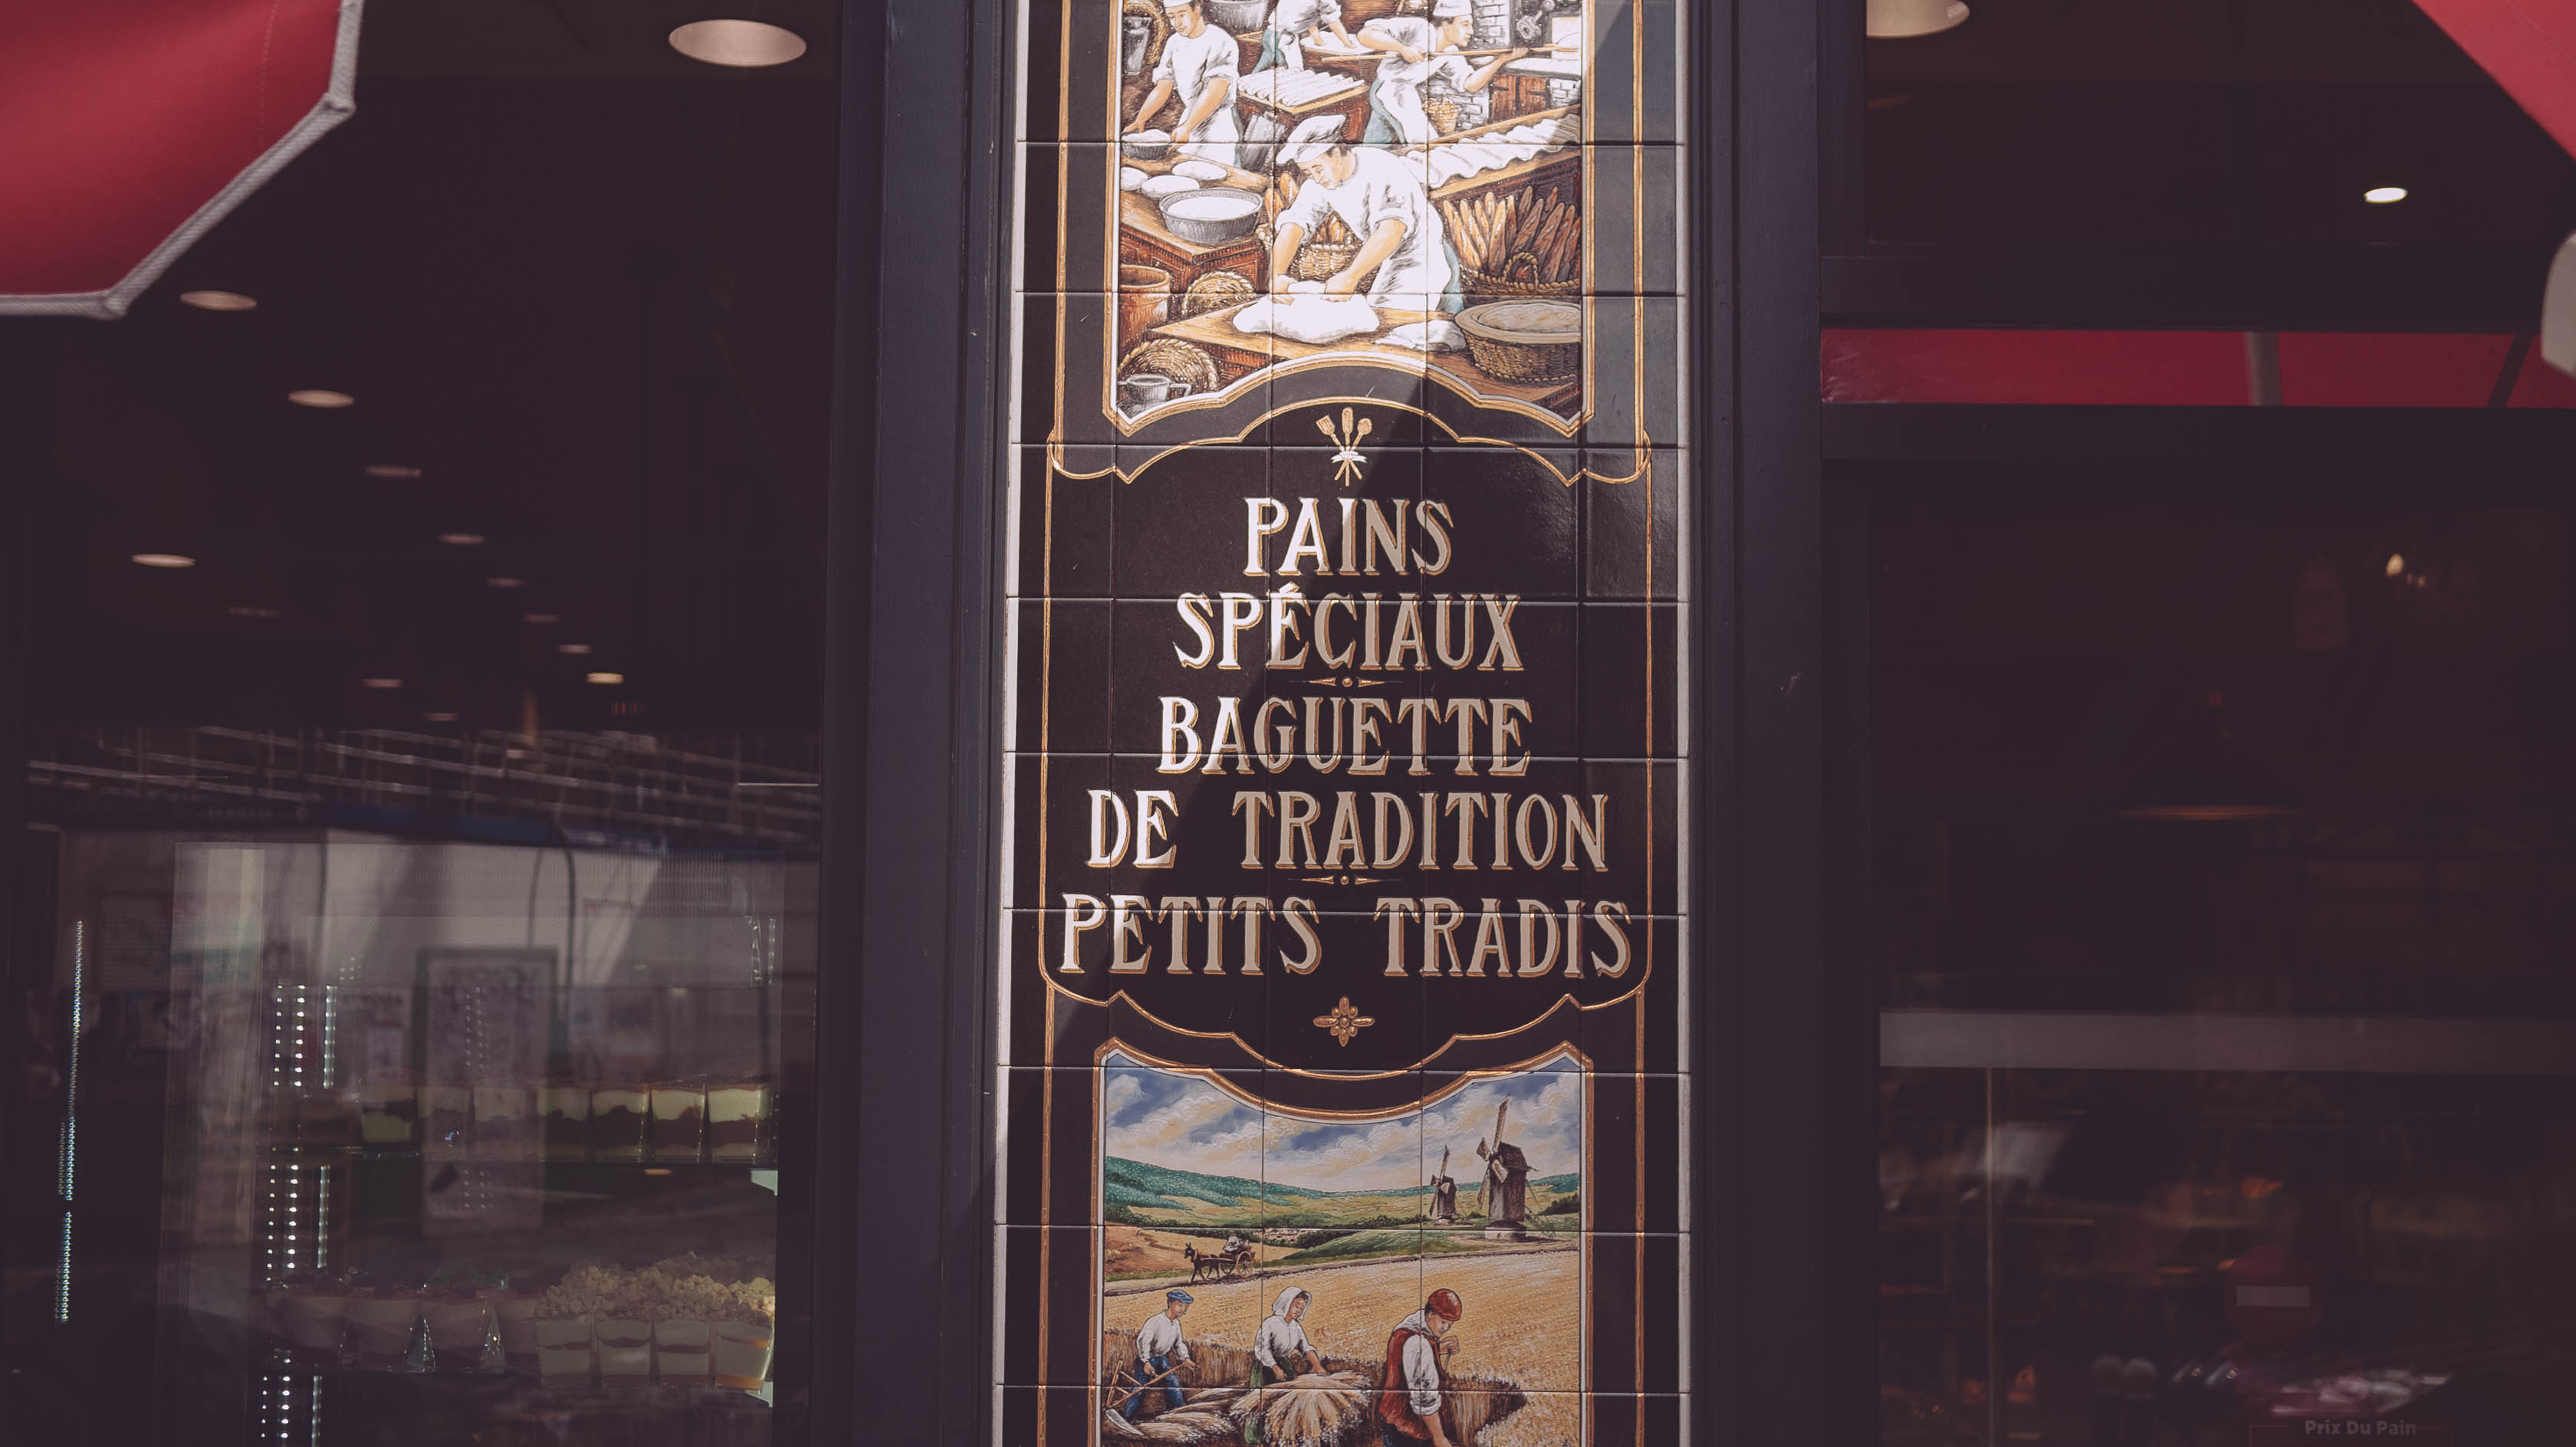 PAINS
SPÉCIAUX
BAGUETTE
DE TRADITION
PETITS TRADIS
Prix Du Pain